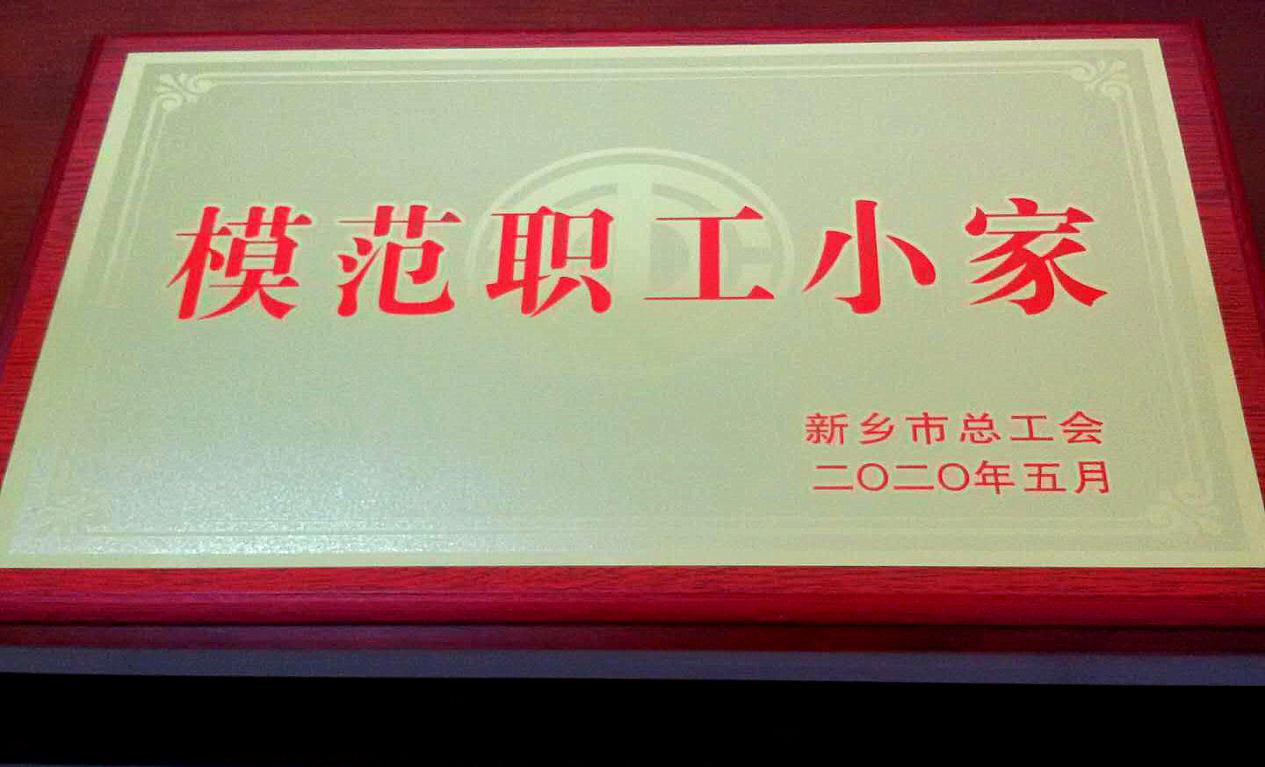 模范职工小家
新乡市总工会
二〇二〇年五月